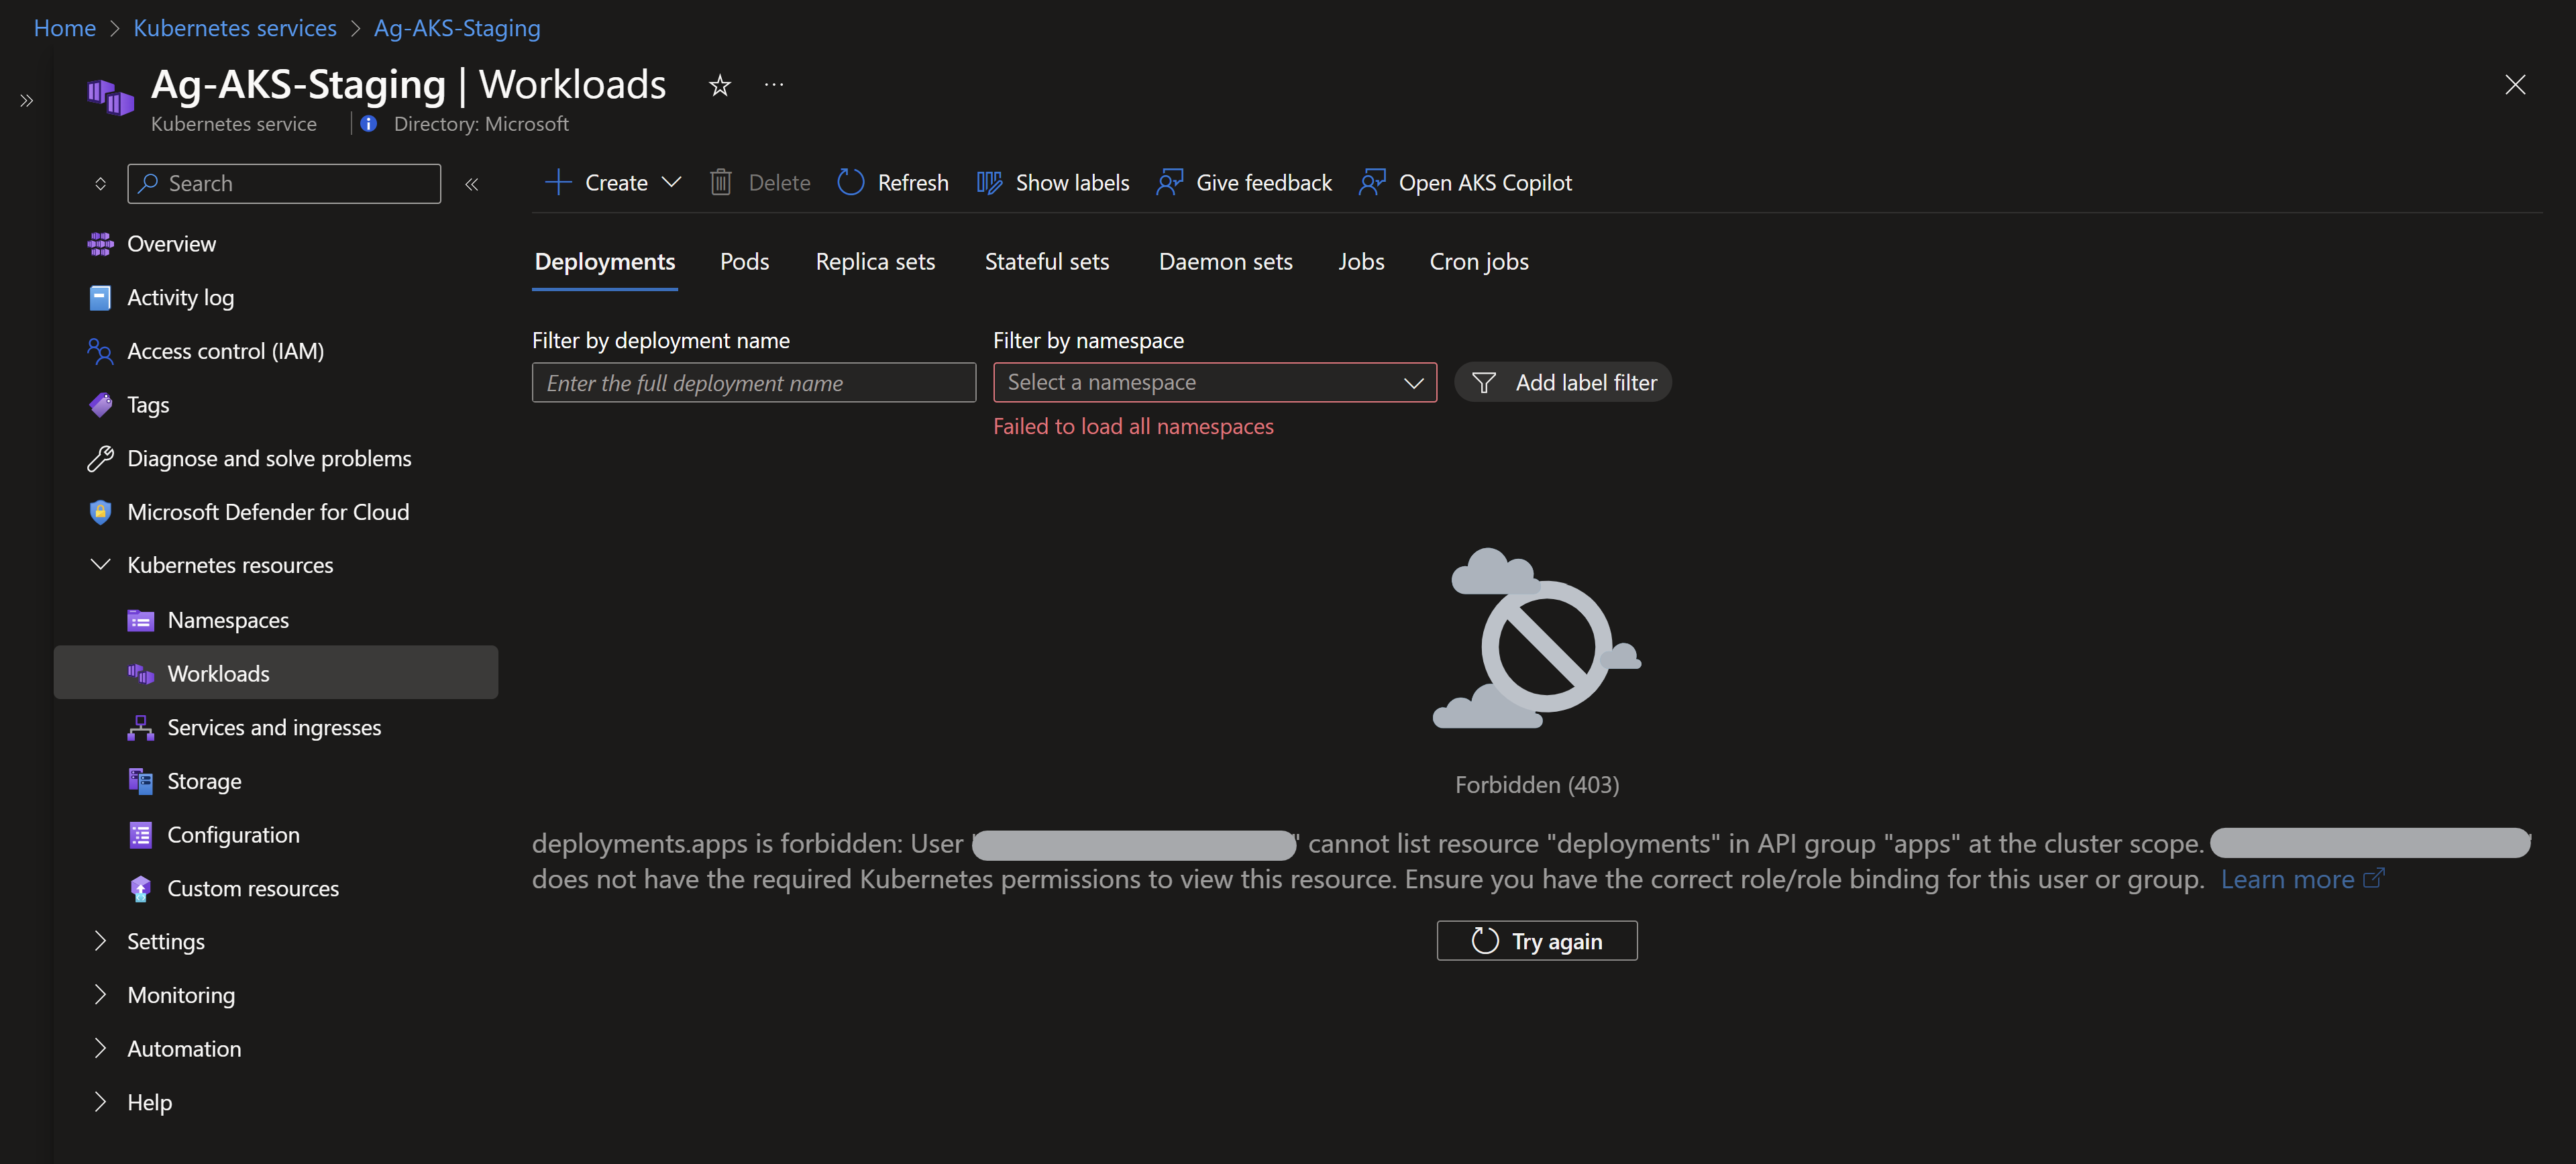 Home > Kubernetes services > Ag-AKS-Staging
Ag-AKS-Staging | Workloads
Kubernetes service | Directory: Microsoft
Search
Create
Delete
Refresh
Show labels
Give feedback
Open AKS Copilot
Overview
Activity log
Access control (IAM)
Tags
Diagnose and solve problems
Microsoft Defender for Cloud
Kubernetes resources
Namespaces
Workloads
Services and ingresses
Storage
Configuration
Custom resources
Settings
Monitoring
Automation
Help
Deployments
Pods
Replica sets
Stateful sets
Daemon sets
Jobs
Cron jobs
Filter by deployment name
Enter the full deployment name
Filter by namespace
Select a namespace
Failed to load all namespaces
Add label filter
Forbidden (403)
deployments.apps is forbidden: User " " cannot list resource "deployments" in API group "apps" at the cluster scope. '
does not have the required Kubernetes permissions to view this resource. Ensure you have the correct role/role binding for this user or group. Learn more
Try again